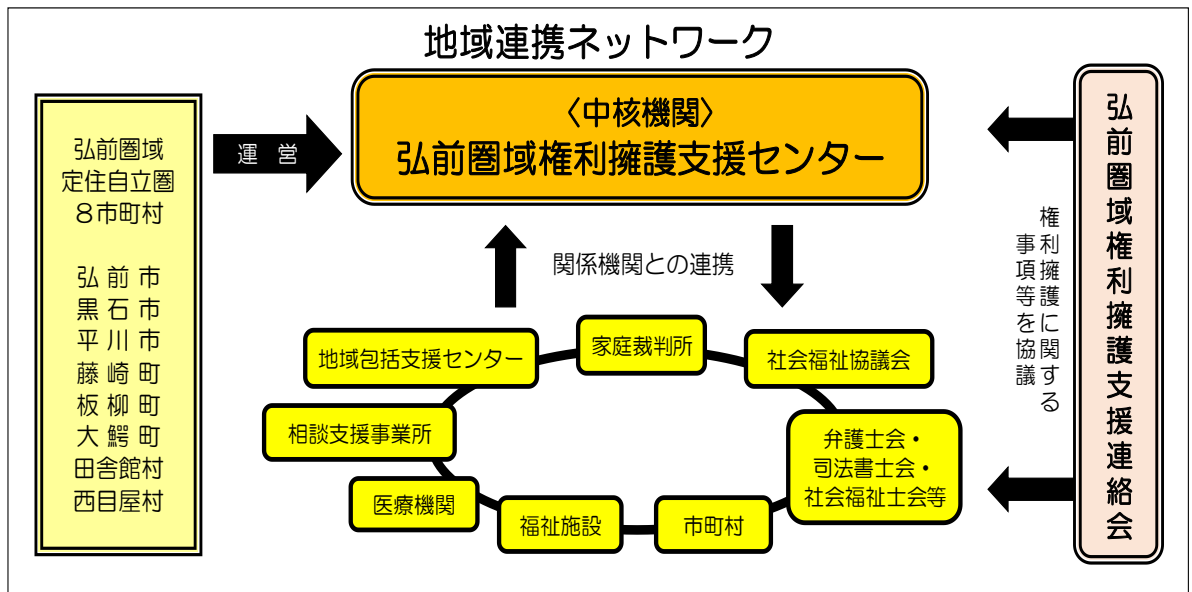 地域連携ネットワーク
〈中核機関〉
弘前圏域権利擁護支援センター
弘前圏域
定住自立圏
8市町村
弘前市
黒石市
平川市
藤崎町
板柳町
大鰐町
田舎館村
西目屋村
運営
関係機関との連携
地域包括支援センター
家庭裁判所
社会福祉協議会
相談支援事業所
弁護士会・
司法書士会・
社会福祉士会等
医療機関
福祉施設
市町村
権利擁護に関する
事項等を協議
弘前圏域権利擁護支援連絡会